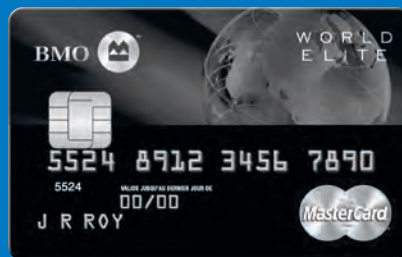 BMO
WORLD
ELITE
5524 8912 3456 7890
5524
VALIDE JUSQU'AU DERNIER JOUR DE
00/00
J R ROY
MasterCard